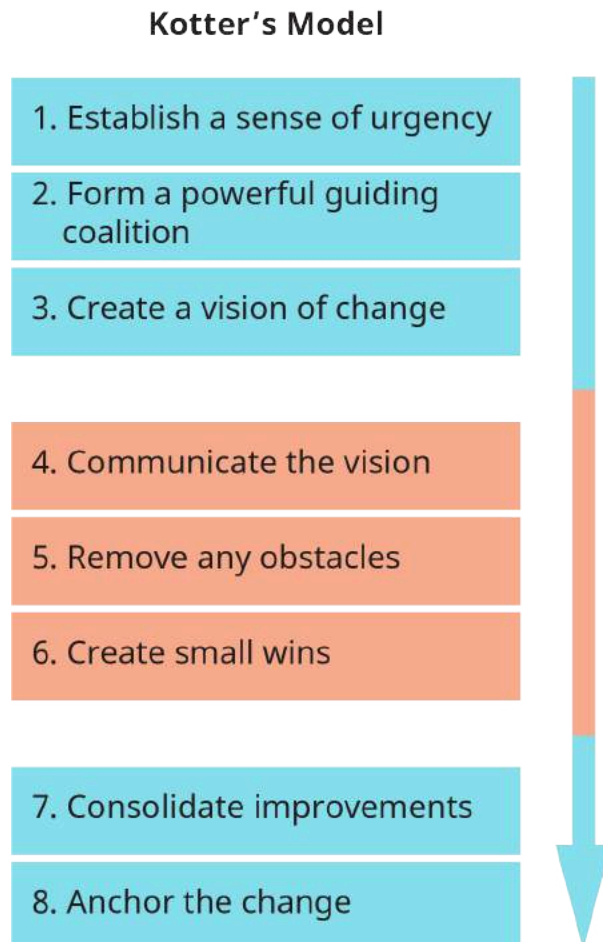 Kotter’s Model
1. Establish a sense of urgency
2. Form a powerful guiding
coalition
3. Create a vision of change
4. Communicate the vision
5. Remove any obstacles
6. Create small wins
7. Consolidate improvements
8. Anchor the change